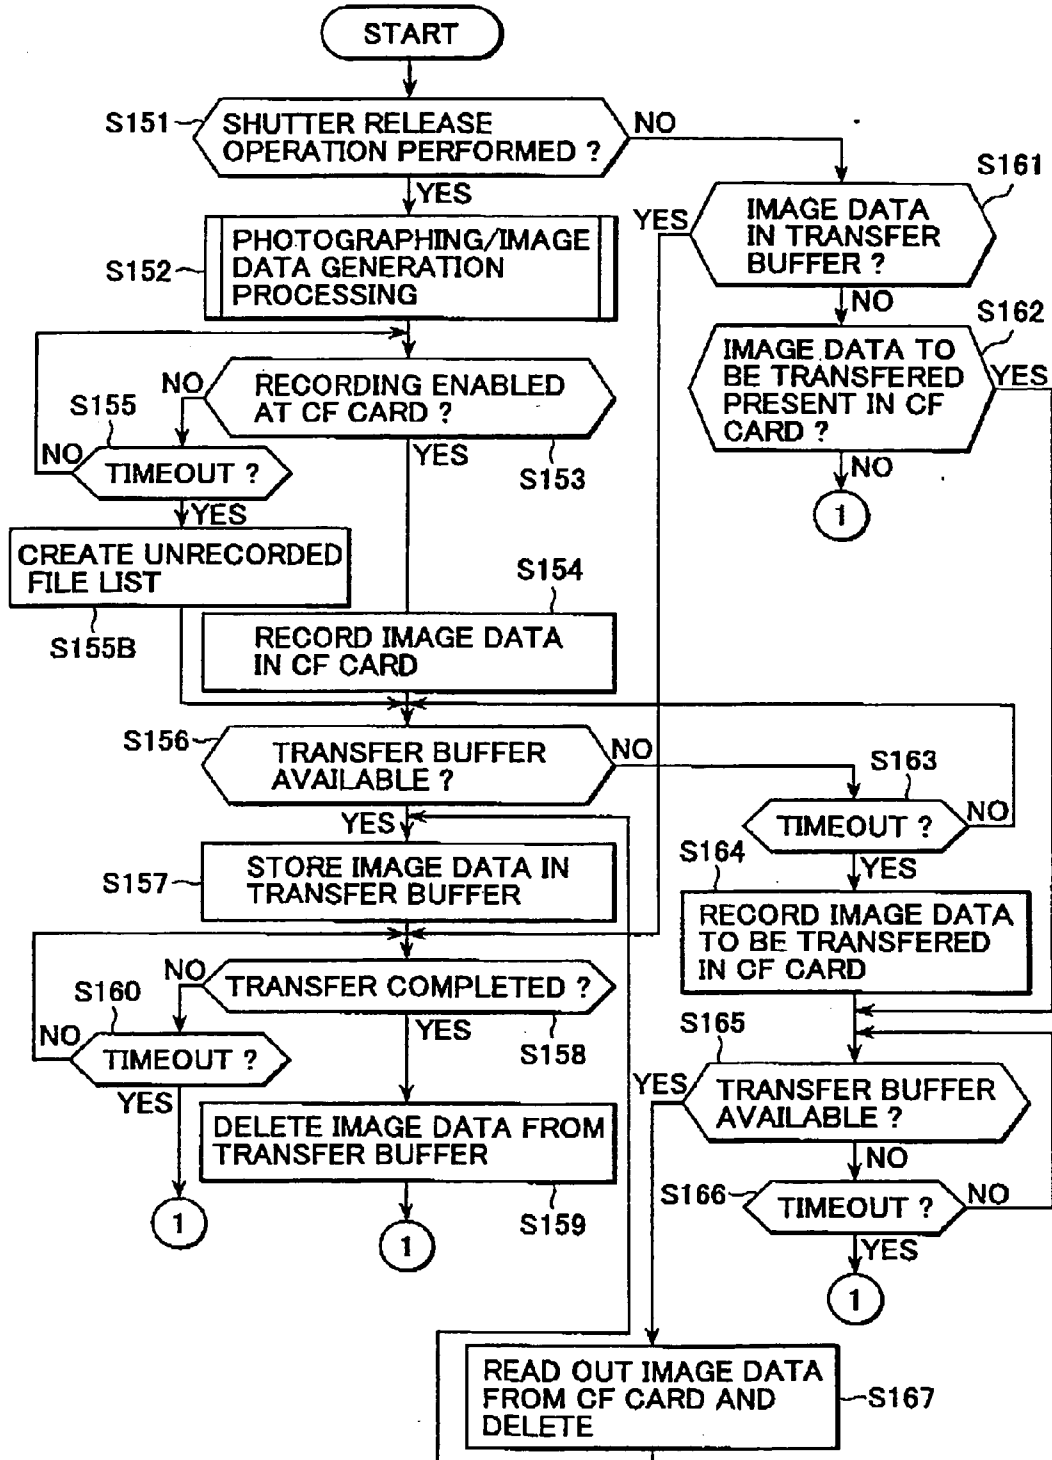 START
S151
SHUTTER RELEASE
OPERATION PERFORMED ?
NO
YES
S161
IMAGE DATA
IN TRANSFER
BUFFER ?
YES
NO
S152
PHOTOGRAPHING/IMAGE
DATA GENERATION
PROCESSING
S162
IMAGE DATA TO
BE TRANSFERED
PRESENT IN CF
CARD ?
YES
NO
1
RECORDING ENABLED
AT CF CARD ?
NO
YES
S153
S155
TIMEOUT ?
NO
YES
CREATE UNRECORDED
FILE LIST
S155B
S154
RECORD IMAGE DATA
IN CF CARD
S156
TRANSFER BUFFER
AVAILABLE ?
NO
YES
S163
TIMEOUT ?
NO
YES
S157
STORE IMAGE DATA IN
TRANSFER BUFFER
S164
RECORD IMAGE DATA
TO BE TRANSFERED
IN CF CARD
TRANSFER COMPLETED ?
NO
YES
S158
S160
TIMEOUT ?
NO
YES
1
DELETE IMAGE DATA FROM
TRANSFER BUFFER
S159
1
S165
TRANSFER BUFFER
AVAILABLE ?
YES
NO
S166
TIMEOUT ?
NO
YES
1
READ OUT IMAGE DATA
FROM CF CARD AND
DELETE
S167